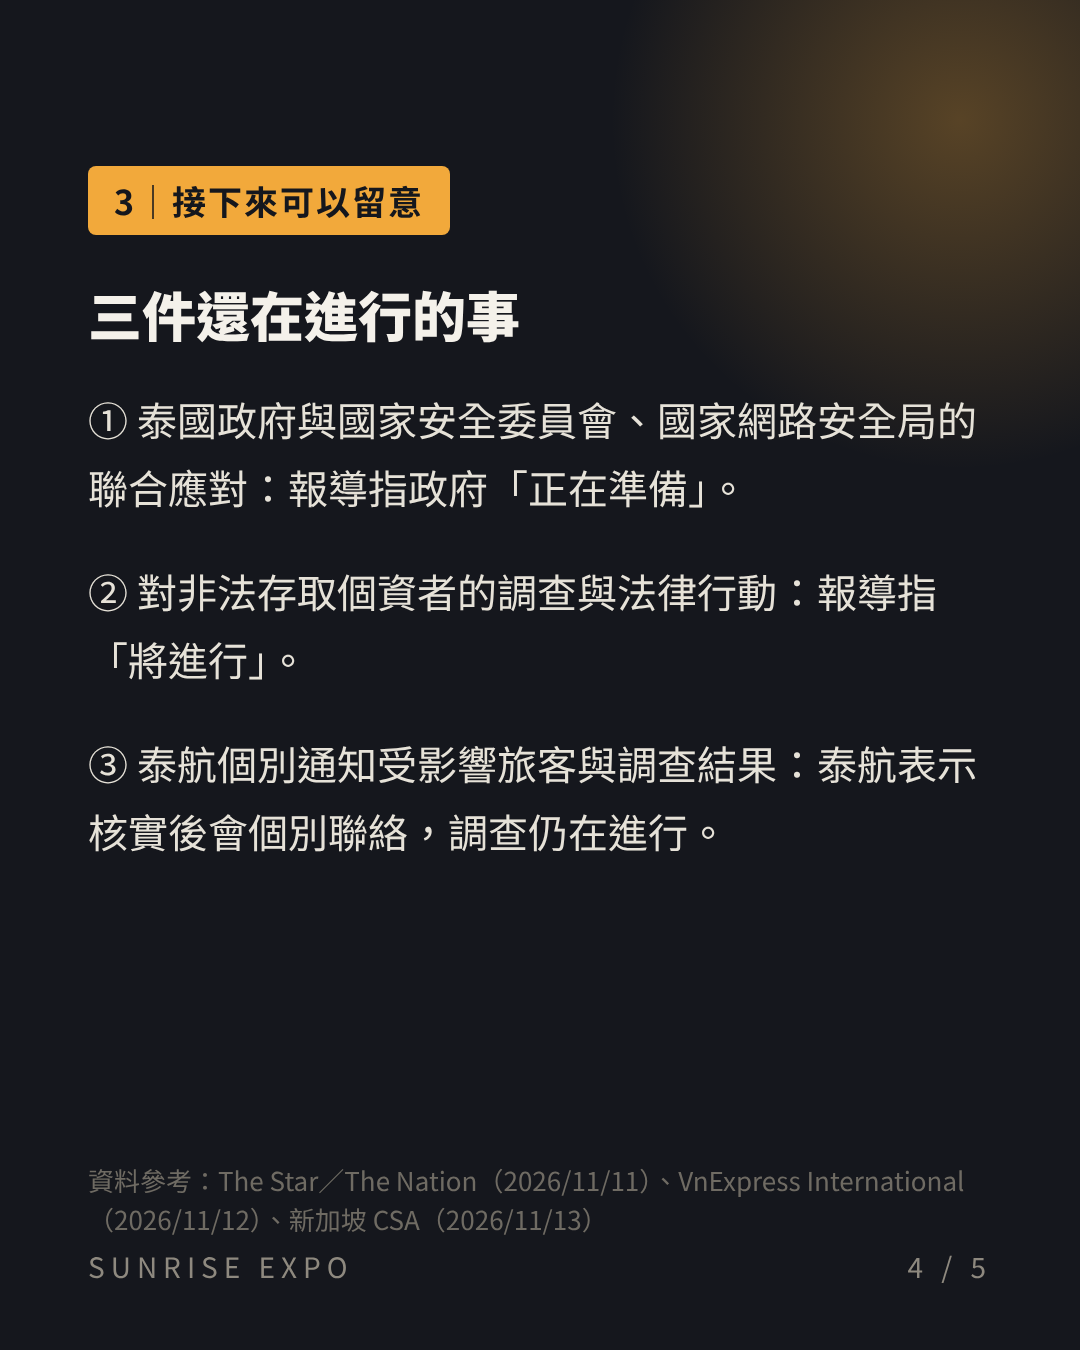 3｜接下來可以留意
三件還在進行的事
① 泰國政府與國家安全委員會、國家網路安全局的
聯合應對：報導指政府「正在準備」。
② 對非法存取個資者的調查與法律行動：報導指
「將進行」。
③ 泰航個別通知受影響旅客與調查結果：泰航表示
核實後會個別聯絡，調查仍在進行。
資料參考：The Star／The Nation（2026/11/11）、VnExpress International
（2026/11/12）、新加坡 CSA（2026/11/13）
SUNRISE EXPO
4 / 5